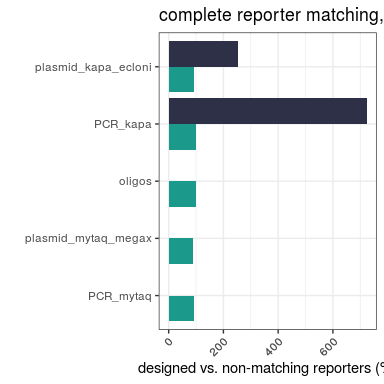 complete reporter matching,
plasmid_kapa_ecloni
PCR_kapa
oligos
plasmid_mytaq_megax
PCR_mytaq
0
200
400
600
designed vs. non-matching reporters (%